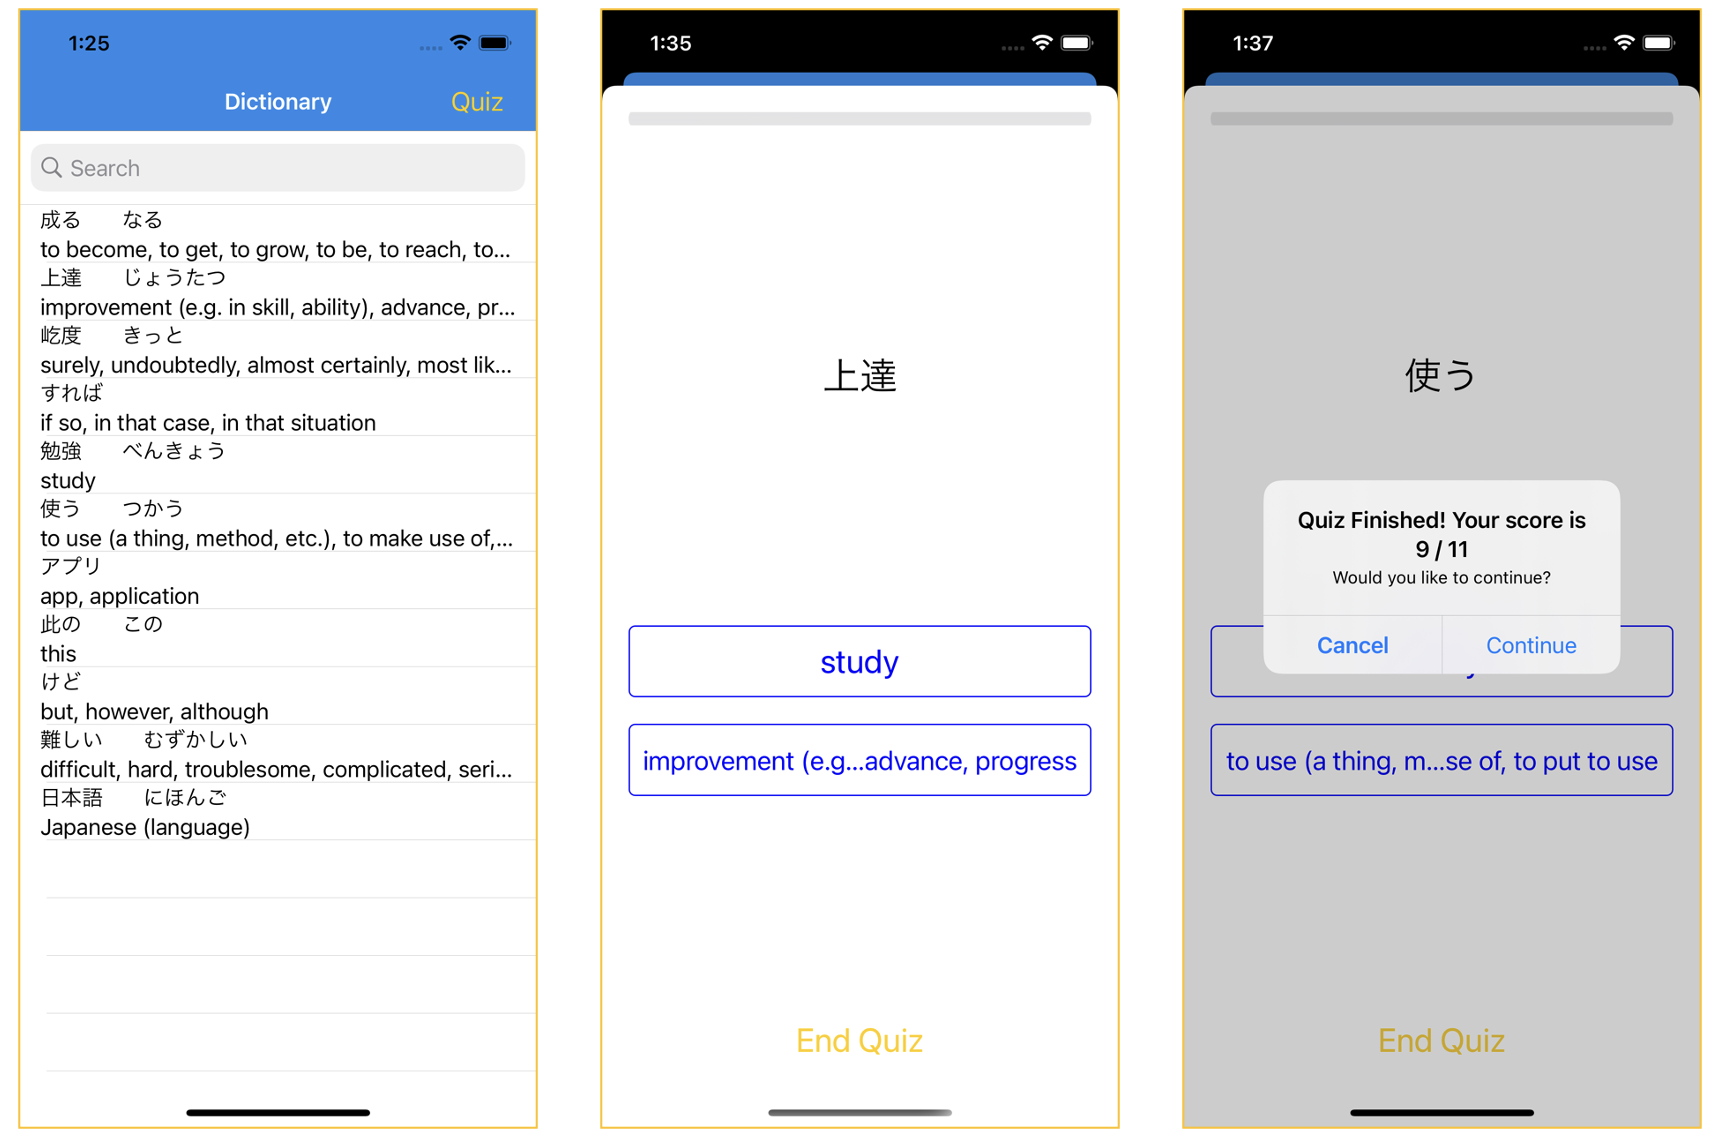 1:25
Dictionary Quiz
Search
成る なる
to become, to get, to grow, to be, to reach, to...
上達 じょうたつ
improvement (e.g. in skill, ability), advance, pr...
屹度 きっと
surely, undoubtedly, almost certainly, most lik...
すれば
if so, in that case, in that situation
勉強 べんきょう
study
使う つかう
to use (a thing, method, etc.), to make use of,...
アプリ
app, application
此の この
this
けど
but, however, although
難しい むずかしい
difficult, hard, troublesome, complicated, seri...
日本語 にほんご
Japanese (language)
1:35
上達
study
improvement (e.g...advance, progress
End Quiz
1:37
使う
Quiz Finished! Your score is
9 / 11
Would you like to continue?
Cancel Continue
to use (a thing, m...se of, to put to use
End Quiz